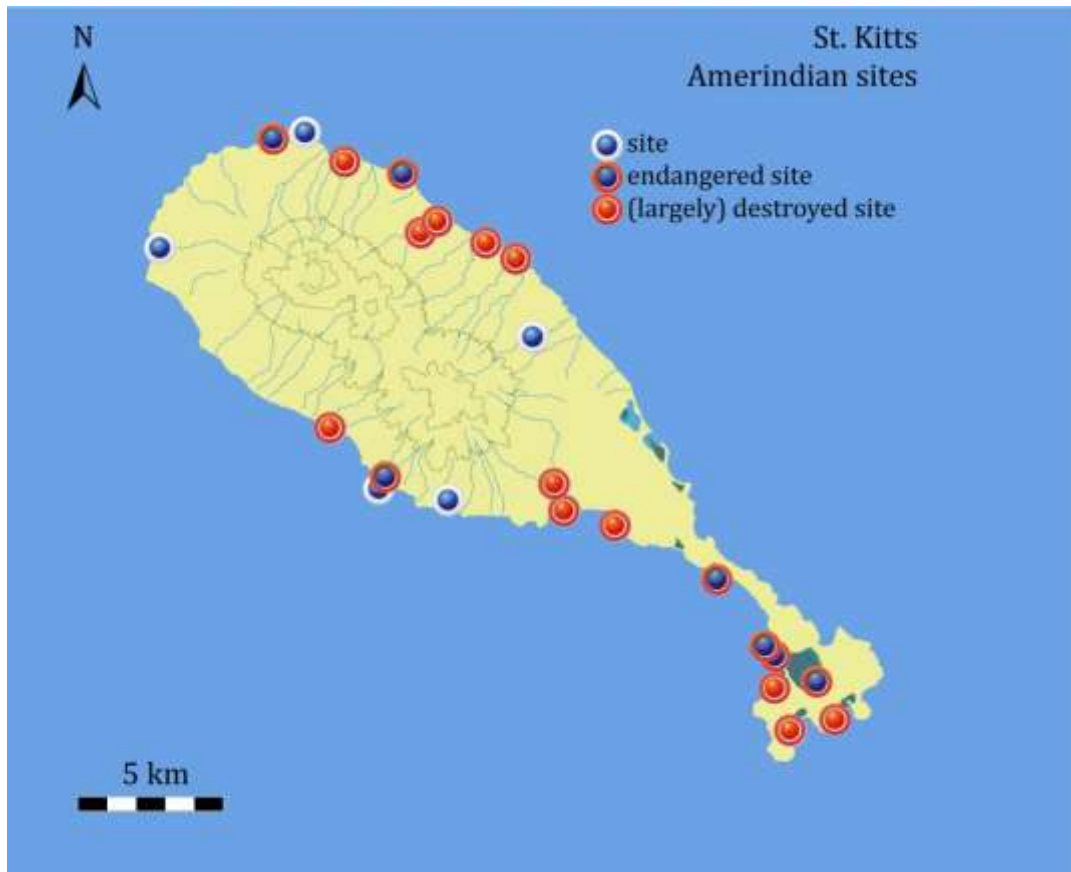 N
St. Kitts
Amerindian sites
site
endangered site
(largely) destroyed site
5 km